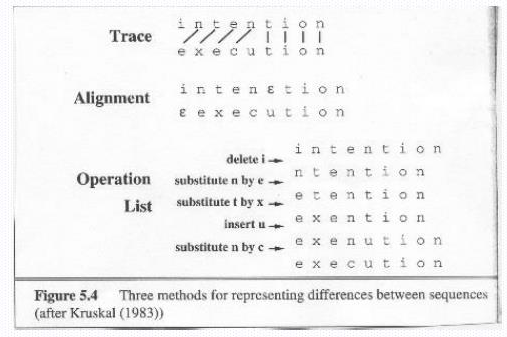 Trace
i n t e n t i o n
e x e c u t i o n
Alignment
i n t e n ε t i o n
ε e x e c u t i o n
Operation
List
i n t e n t i o n
delete i
n t e n t i o n
substitute n by e
e t e n t i o n
substitute t by x
e x e n t i o n
insert u
e x e n u t i o n
substitute n by c
e x e c u t i o n
Figure 5.4 Three methods for representing differences between sequences
(after Kruskal (1983))